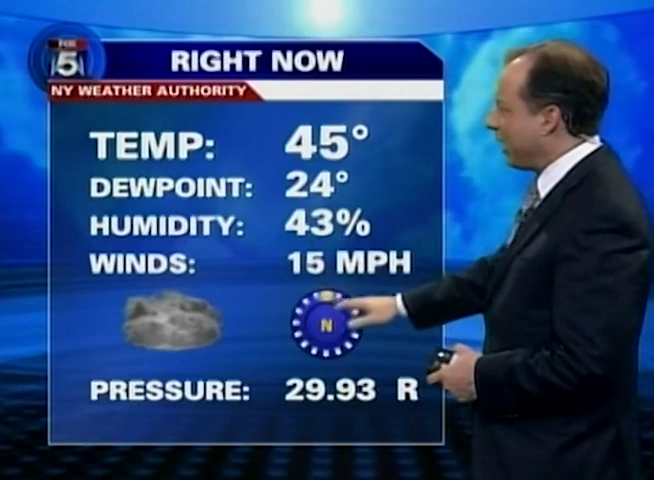 FOX
5
RIGHT NOW
NY WEATHER AUTHORITY
TEMP: 45°
DEWPOINT: 24°
HUMIDITY: 43%
WINDS: 15 MPH
N
PRESSURE: 29.93 R